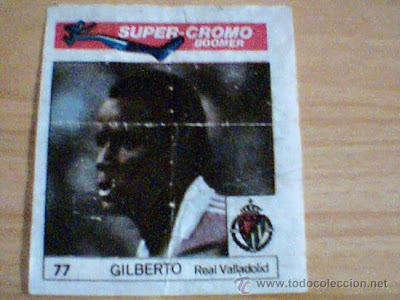 SUPER-CROMO
BOOMER
77 GILBERTO Real Valladolid
www.todocoleccion.net